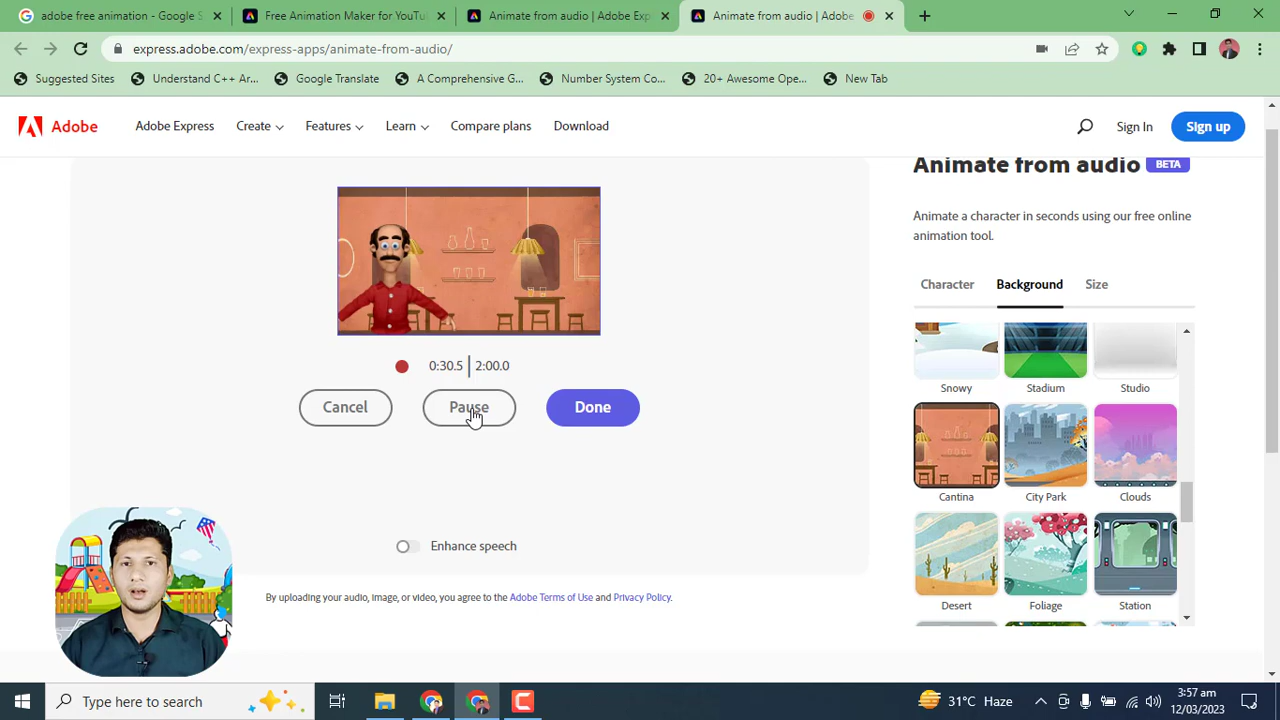 adobe free animation - Google S
Free Animation Maker for YouTu
Animate from audio | Adobe Exp
Animate from audio | Adobe
express.adobe.com/express-apps/animate-from-audio/
Suggested Sites
Understand C++ Ar...
Google Translate
A Comprehensive G...
Number System Co...
20+ Awesome Ope...
New Tab
Adobe
Adobe Express
Create
Features
Learn
Compare plans
Download
Sign In
Sign up
Animate from audio BETA
Animate a character in seconds using our free online
animation tool.
Character Background Size
Snowy Stadium Studio
Cantina City Park Clouds
Desert Foliage Station
0:30.5 | 2:00.0
Cancel Pause Done
Enhance speech
By uploading your audio, image, or video, you agree to the Adobe Terms of Use and Privacy Policy.
Type here to search
31°C Haze
3:57 am
12/03/2023